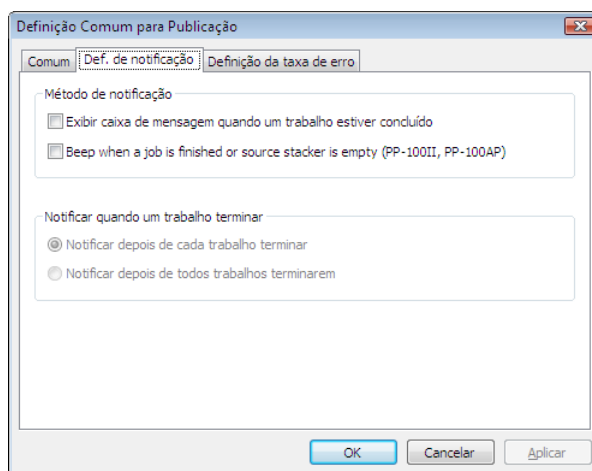 Definição Comum para Publicação
Comum Def. de notificação Definição da taxa de erro
Método de notificação
Exibir caixa de mensagem quando um trabalho estiver concluído
Beep when a job is finished or source stacker is empty (PP-100II, PP-100AP)
Notificar quando um trabalho terminar
Notificar depois de cada trabalho terminar
Notificar depois de todos trabalhos terminarem
OK Cancelar Aplicar